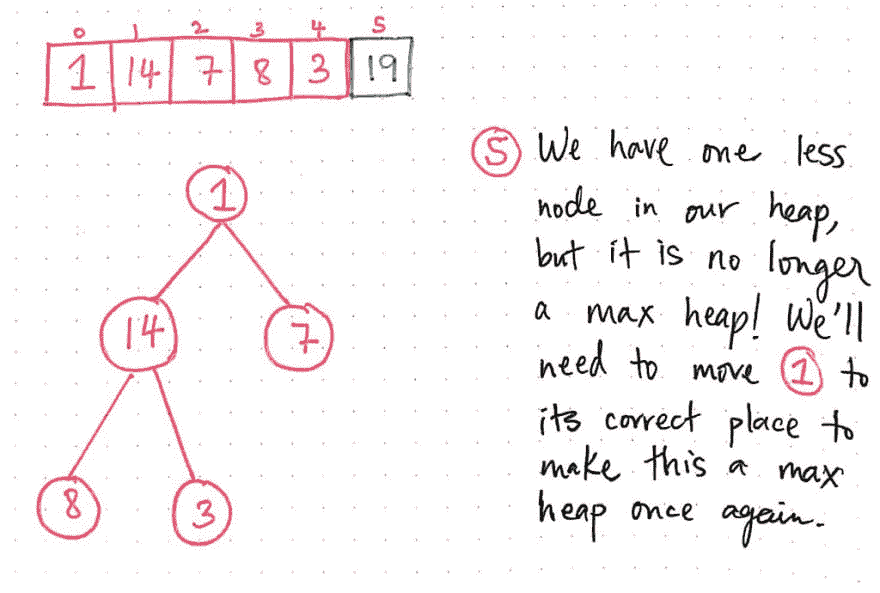 0 1 2 3 4 5
1 14 7 8 3 19
5 We have one less
node in our heap,
but it is no longer
a max heap! We'll
need to move 1 to
its correct place to
make this a max
heap once again.
1
14 7
8 3